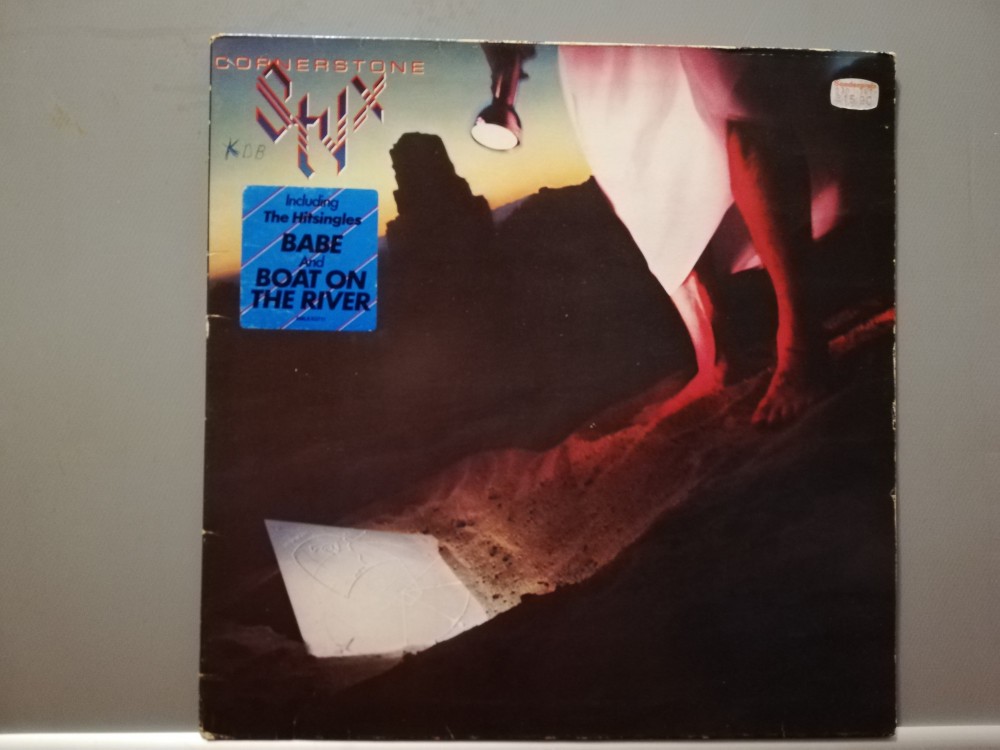 CORNERSTONE
STYX
KDB
Including
The Hitsingles
BABE
And
BOAT ON
THE RIVER